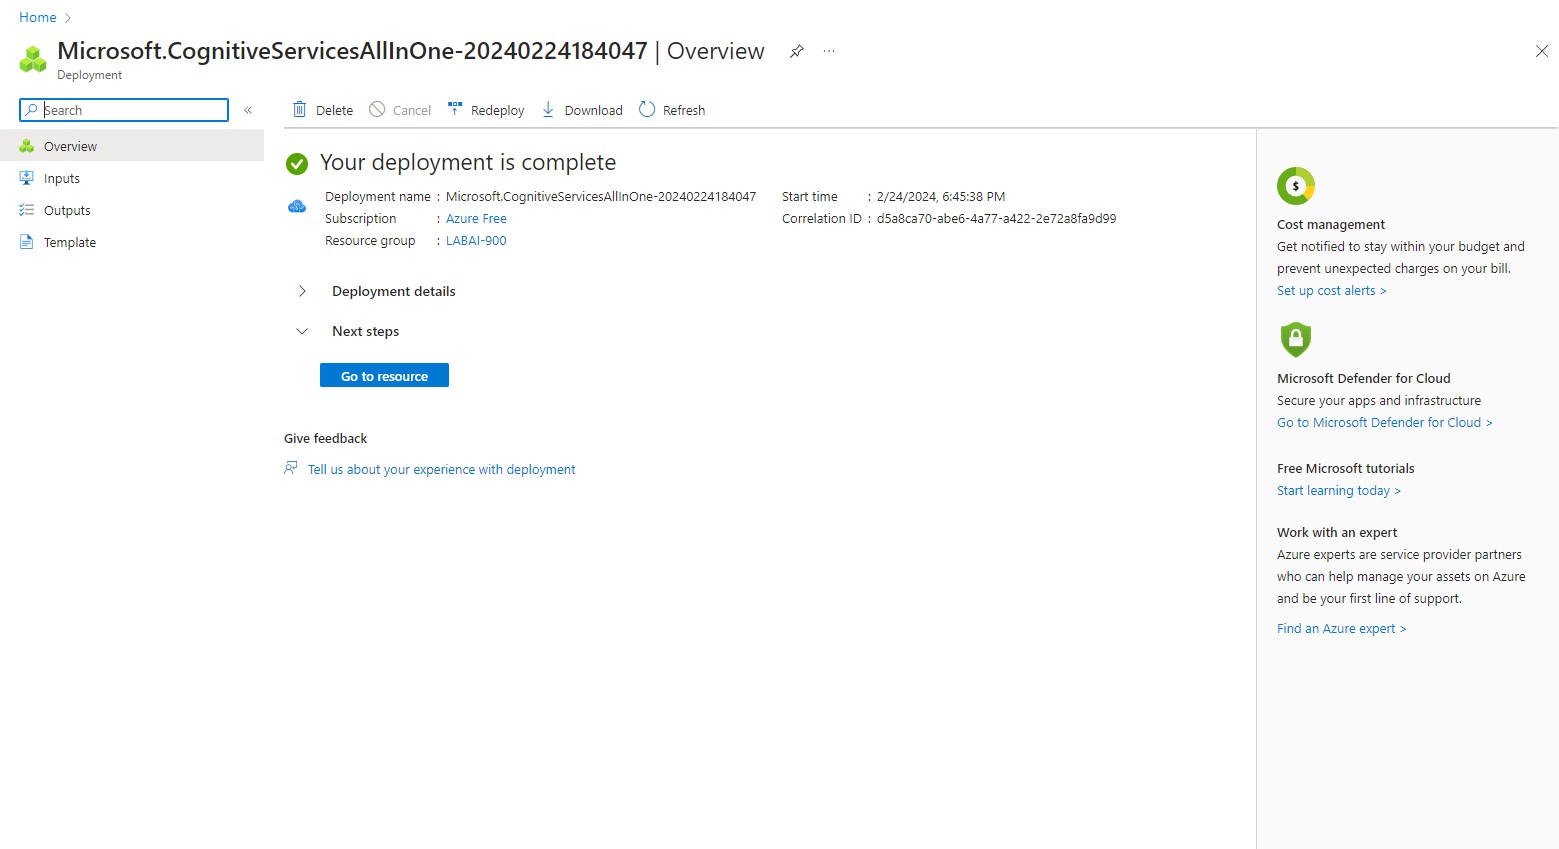 Home
Microsoft.CognitiveServicesAllInOne-20240224184047 | Overview
Deployment
Search
Delete
Cancel
Redeploy
Download
Refresh
Overview
Inputs
Outputs
Template
Your deployment is complete
Deployment name : Microsoft.CognitiveServicesAllInOne-20240224184047
Subscription : Azure Free
Resource group : LABAI-900
Start time : 2/24/2024, 6:45:38 PM
Correlation ID : d5a8ca70-abe6-4a77-a422-2e72a8fa9d99
Deployment details
Next steps
Go to resource
Give feedback
Tell us about your experience with deployment
Cost management
Get notified to stay within your budget and
prevent unexpected charges on your bill.
Set up cost alerts >
Microsoft Defender for Cloud
Secure your apps and infrastructure
Go to Microsoft Defender for Cloud >
Free Microsoft tutorials
Start learning today >
Work with an expert
Azure experts are service provider partners
who can help manage your assets on Azure
and be your first line of support.
Find an Azure expert >